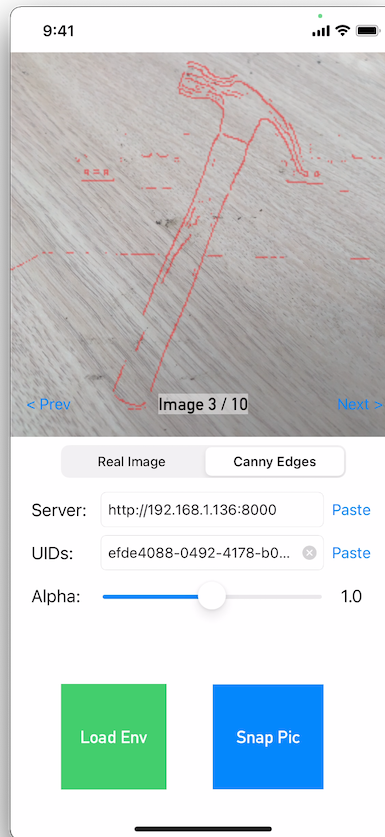 9:41
< Prev
Image 3 / 10
Next >
Real Image
Canny Edges
Server:
http://192.168.1.136:8000
Paste
UIDs:
efde4088-0492-4178-b0...
Paste
Alpha:
1.0
Load Env
Snap Pic